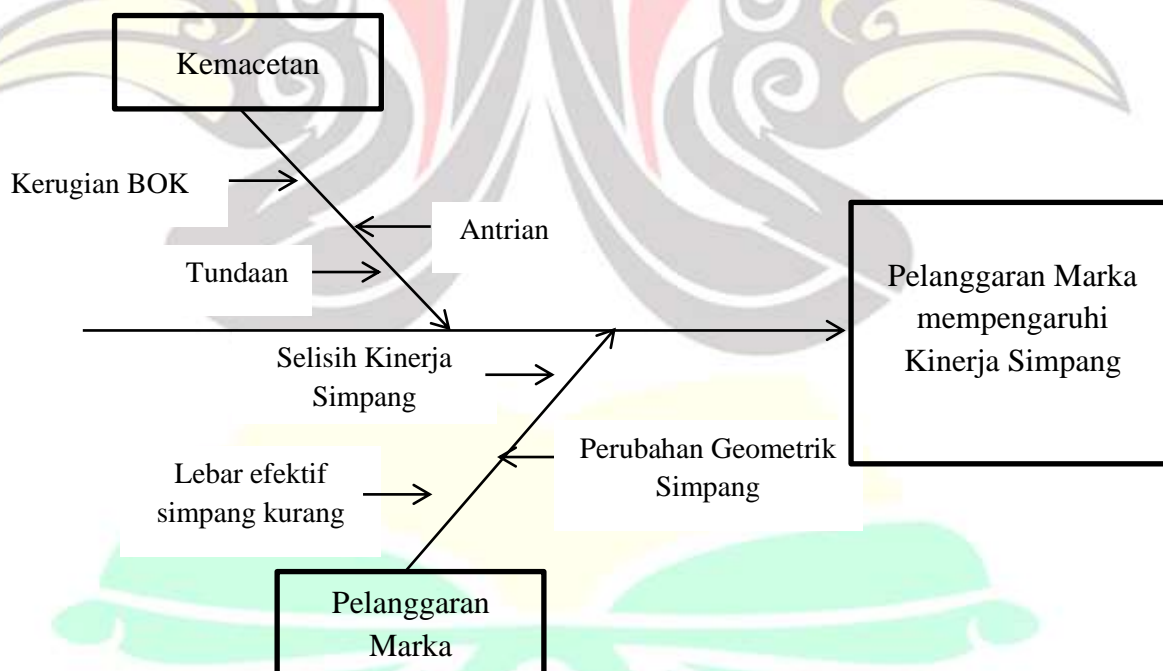 Kemacetan
Kerugian BOK
Antrian
Tundaan
Pelanggaran Marka
mempengaruhi
Kinerja Simpang
Selisih Kinerja
Simpang
Perubahan Geometrik
Simpang
Lebar efektif
simpang kurang
Pelanggaran
Marka